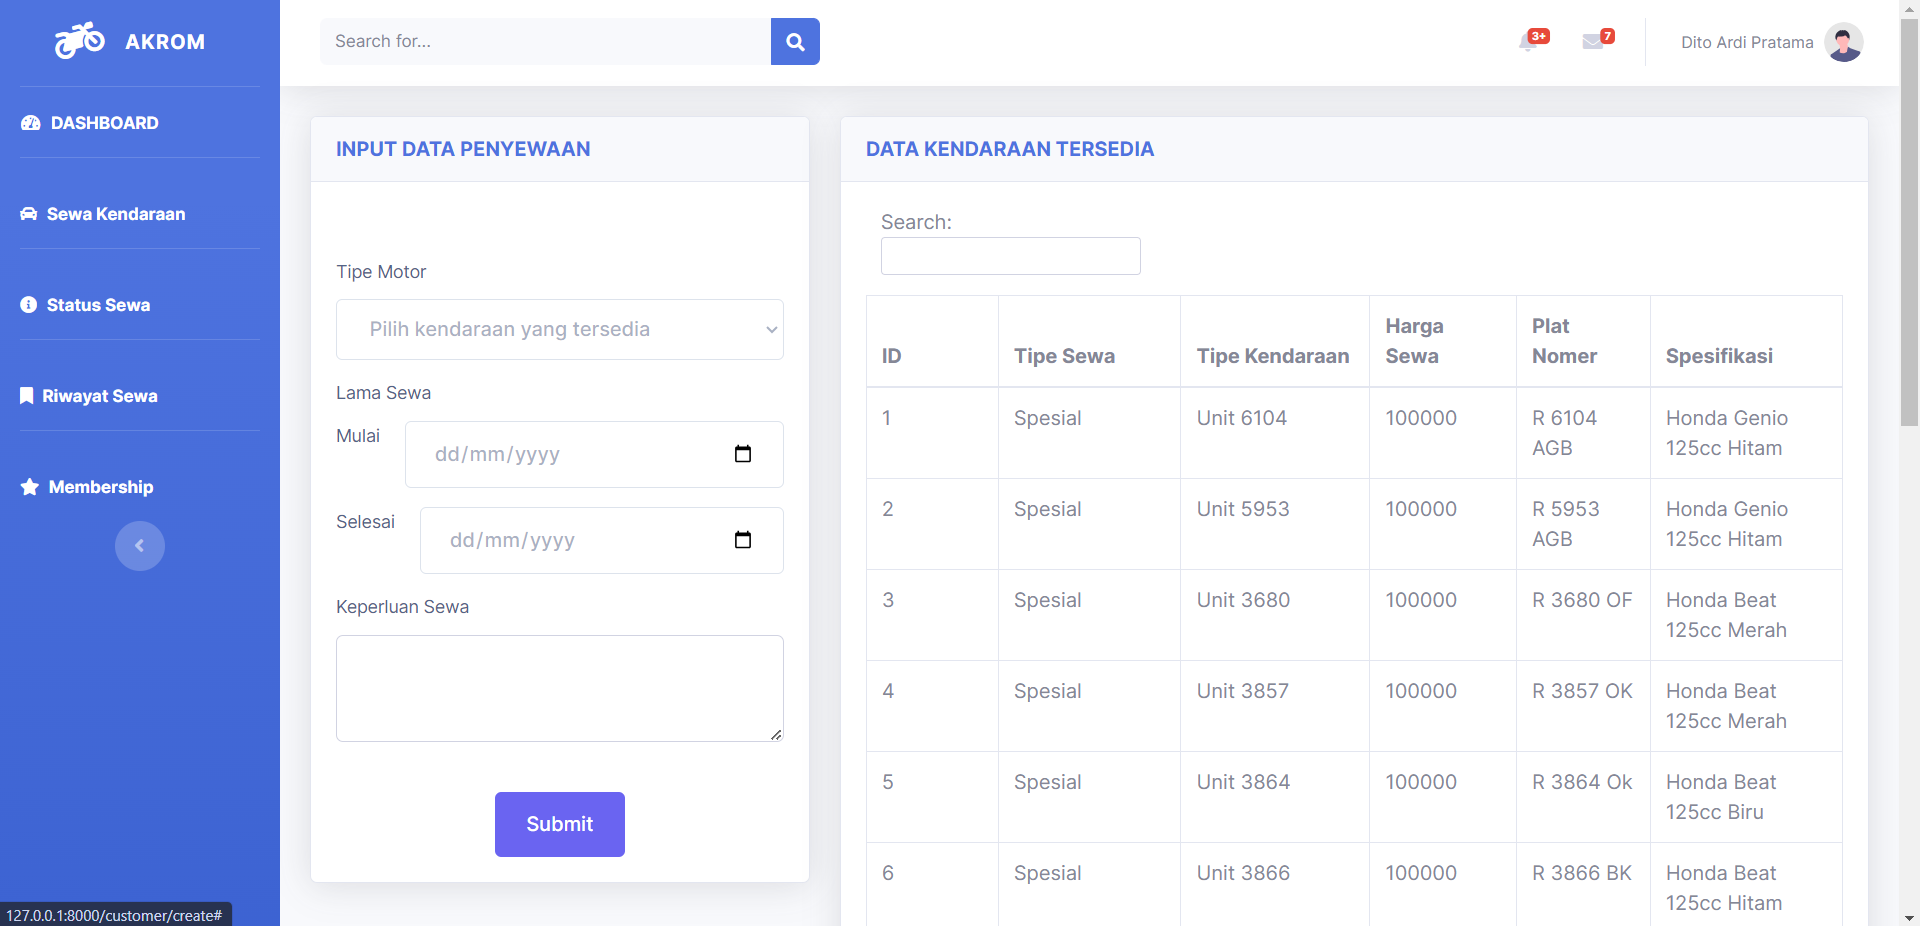 AKROM
DASHBOARD
Sewa Kendaraan
Status Sewa
Riwayat Sewa
Membership
Search for...
3+
7
Dito Ardi Pratama
INPUT DATA PENYEWAAN
Tipe Motor
Pilih kendaraan yang tersedia
Lama Sewa
Mulai dd/mm/yyyy
Selesai dd/mm/yyyy
Keperluan Sewa
Submit
DATA KENDARAAN TERSEDIA
Search:
ID Tipe Sewa Tipe Kendaraan Harga Sewa Plat Nomer Spesifikasi
1 Spesial Unit 6104 100000 R 6104 AGB Honda Genio 125cc Hitam
2 Spesial Unit 5953 100000 R 5953 AGB Honda Genio 125cc Hitam
3 Spesial Unit 3680 100000 R 3680 OF Honda Beat 125cc Merah
4 Spesial Unit 3857 100000 R 3857 OK Honda Beat 125cc Merah
5 Spesial Unit 3864 100000 R 3864 Ok Honda Beat 125cc Biru
6 Spesial Unit 3866 100000 R 3866 BK Honda Beat 125cc Hitam
127.0.0.1:8000/customer/create#